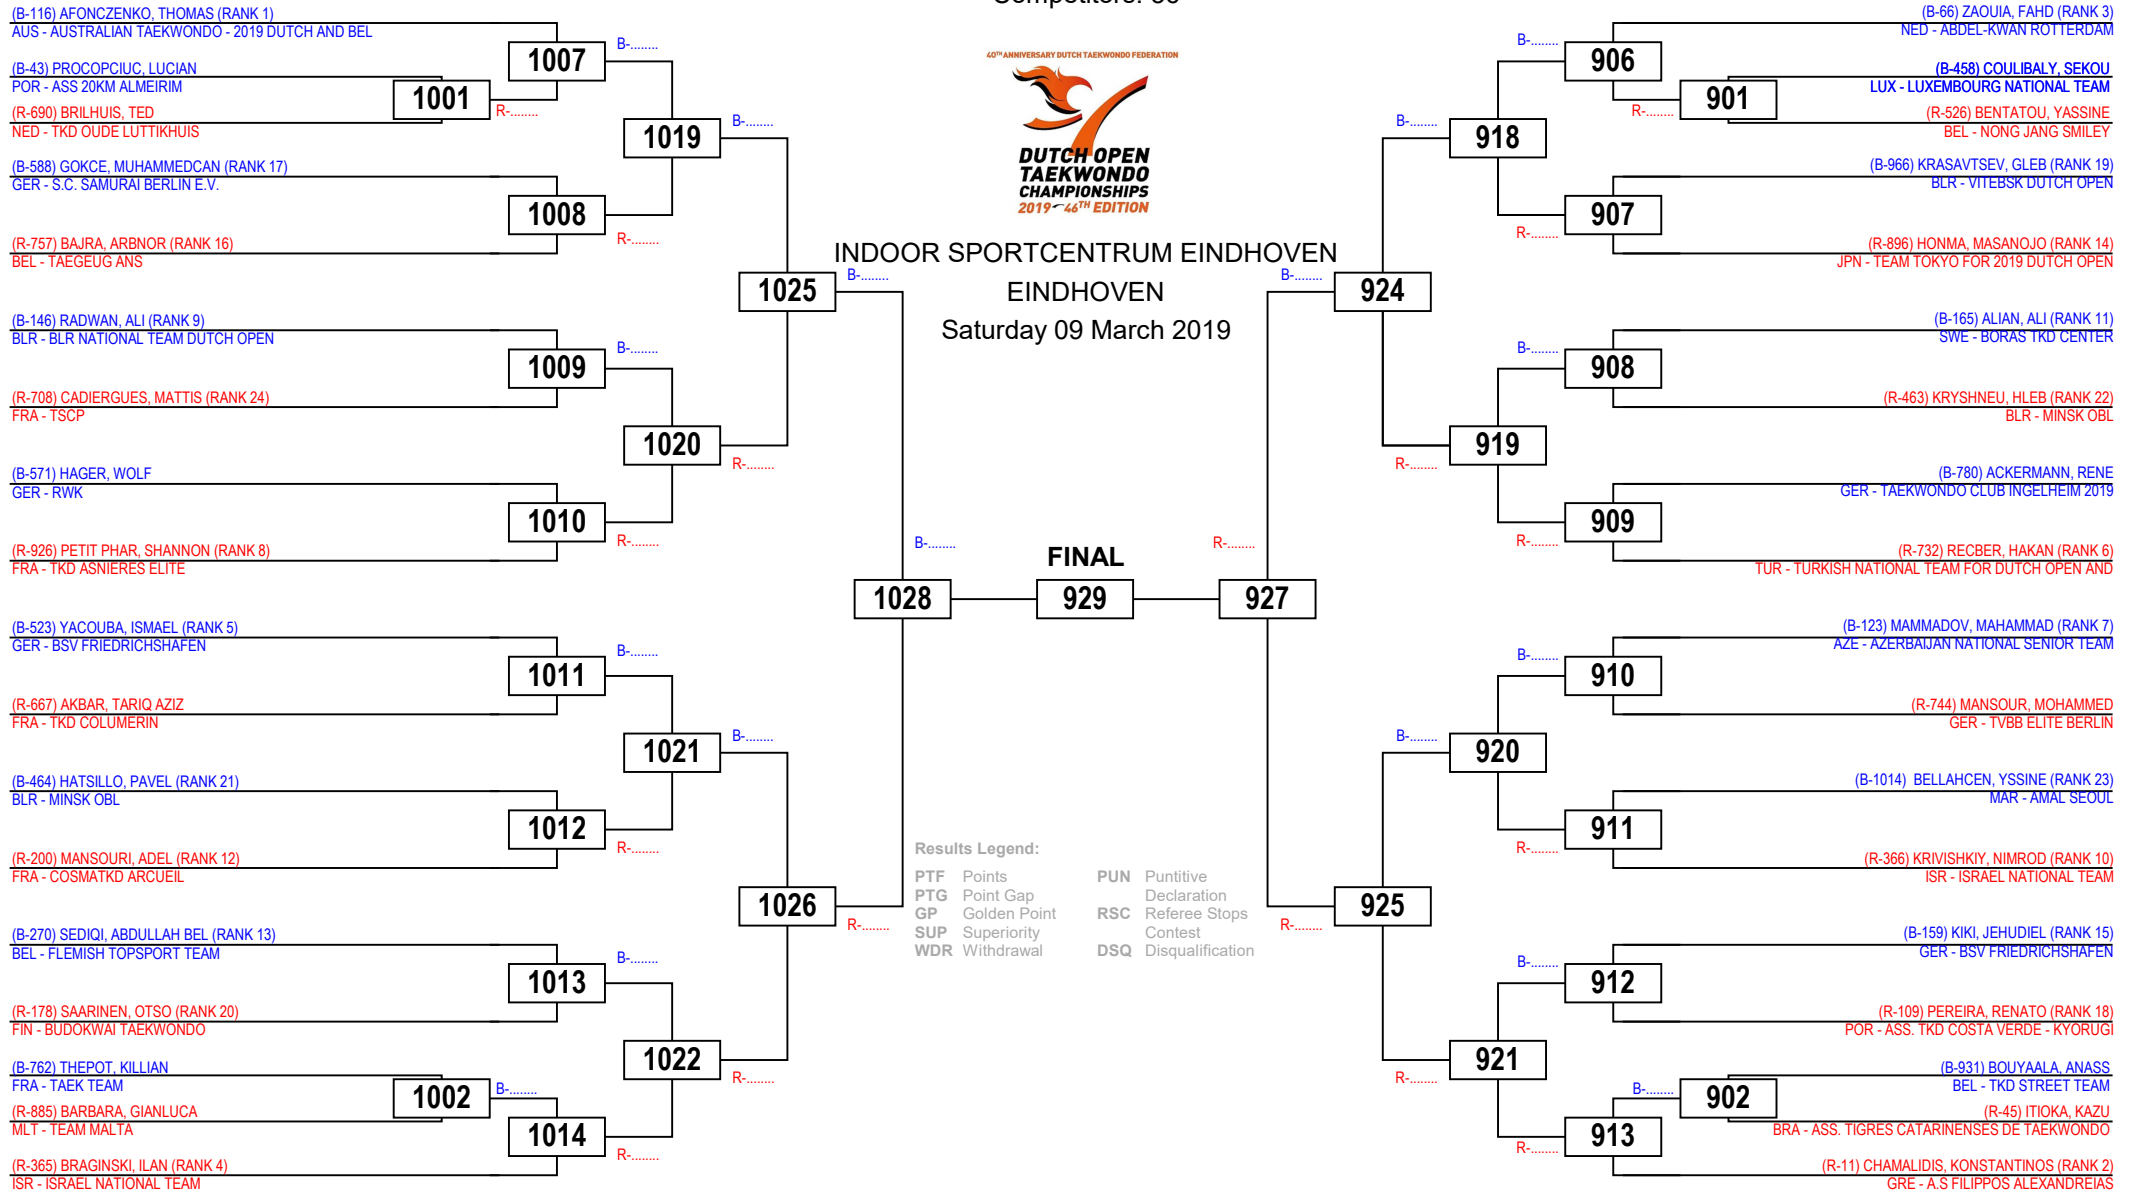 (B-116) AFONCZENKO, THOMAS (RANK 1)
AUS - AUSTRALIAN TAEKWONDO - 2019 DUTCH AND BEL
1007
B-........
(B-43) PROCOPCIUC, LUCIAN
POR - ASS 20KM ALMEIRIM
1001
R-........
(R-690) BRILHUIS, TED
NED - TKD OUDE LUTTIKHUIS
1019
B-........
(B-588) GOKCE, MUHAMMEDCAN (RANK 17)
GER - S.C. SAMURAI BERLIN E.V.
1008
R-........
(R-757) BAJRA, ARBNOR (RANK 16)
BEL - TAEGEUG ANS
1025
B-........
(B-146) RADWAN, ALI (RANK 9)
BLR - BLR NATIONAL TEAM DUTCH OPEN
1009
B-........
(R-708) CADIERGUES, MATTIS (RANK 24)
FRA - TSCP
1020
R-........
(B-571) HAGER, WOLF
GER - RWK
1010
R-........
(R-926) PETIT PHAR, SHANNON (RANK 8)
FRA - TKD ASNIERES ELITE
1028
B-........
(B-523) YACOUBA, ISMAEL (RANK 5)
GER - BSV FRIEDRICHSHAFEN
1011
B-........
(R-667) AKBAR, TARIQ AZIZ
FRA - TKD COLUMERIN
1021
B-........
(B-464) HATSILLO, PAVEL (RANK 21)
BLR - MINSK OBL
1012
R-........
(R-200) MANSOURI, ADEL (RANK 12)
FRA - COSMATKD ARCUEIL
1026
R-........
(B-270) SEDIQI, ABDULLAH BEL (RANK 13)
BEL - FLEMISH TOPSPORT TEAM
1013
B-........
(R-178) SAARINEN, OTSO (RANK 20)
FIN - BUDOKWAI TAEKWONDO
1022
R-........
(B-762) THEPOT, KILLIAN
FRA - TAEK TEAM
1002
B-........
(R-885) BARBARA, GIANLUCA
MLT - TEAM MALTA
1014
R-........
(R-365) BRAGINSKI, ILAN (RANK 4)
ISR - ISRAEL NATIONAL TEAM
40TH ANNIVERSARY DUTCH TAEKWONDO FEDERATION
DUTCH OPEN
TAEKWONDO
CHAMPIONSHIPS
2019 46TH EDITION
INDOOR SPORTCENTRUM EINDHOVEN
EINDHOVEN
Saturday 09 March 2019
FINAL
929
Results Legend:
PTF Points
PTG Point Gap
GP Golden Point
SUP Superiority
WDR Withdrawal
PUN Puntitive
Declaration
RSC Referee Stops
Contest
DSQ Disqualification
(B-66) ZAOUIA, FAHD (RANK 3)
NED - ABDEL-KWAN ROTTERDAM
906
B-........
(B-458) COULIBALY, SEKOU
LUX - LUXEMBOURG NATIONAL TEAM
901
R-........
(R-526) BENTATOU, YASSINE
BEL - NONG JANG SMILEY
918
B-........
(B-966) KRASAVTSEV, GLEB (RANK 19)
BLR - VITEBSK DUTCH OPEN
907
R-........
(R-896) HONMA, MASANOJO (RANK 14)
JPN - TEAM TOKYO FOR 2019 DUTCH OPEN
924
B-........
(B-165) ALIAN, ALI (RANK 11)
SWE - BORAS TKD CENTER
908
B-........
(R-463) KRYSHNEU, HLEB (RANK 22)
BLR - MINSK OBL
919
R-........
(B-780) ACKERMANN, RENE
GER - TAEKWONDO CLUB INGELHEIM 2019
909
R-........
(R-732) RECBER, HAKAN (RANK 6)
TUR - TURKISH NATIONAL TEAM FOR DUTCH OPEN AND
927
R-........
(B-123) MAMMADOV, MAHAMMAD (RANK 7)
AZE - AZERBAIJAN NATIONAL SENIOR TEAM
910
B-........
(R-744) MANSOUR, MOHAMMED
GER - TVBB ELITE BERLIN
920
B-........
(B-1014) BELLAHCEN, YSSINE (RANK 23)
MAR - AMAL SEOUL
911
R-........
(R-366) KRIVISHKIY, NIMROD (RANK 10)
ISR - ISRAEL NATIONAL TEAM
925
R-........
(B-159) KIKI, JEHUDIEL (RANK 15)
GER - BSV FRIEDRICHSHAFEN
912
B-........
(R-109) PEREIRA, RENATO (RANK 18)
POR - ASS. TKD COSTA VERDE - KYORUGI
921
R-........
(B-931) BOUYAALA, ANASS
BEL - TKD STREET TEAM
902
B-........
(R-45) ITIOKA, KAZU
BRA - ASS. TIGRES CATARINENSES DE TAEKWONDO
913
R-........
(R-11) CHAMALIDIS, KONSTANTINOS (RANK 2)
GRE - A.S FILIPPOS ALEXANDREIAS